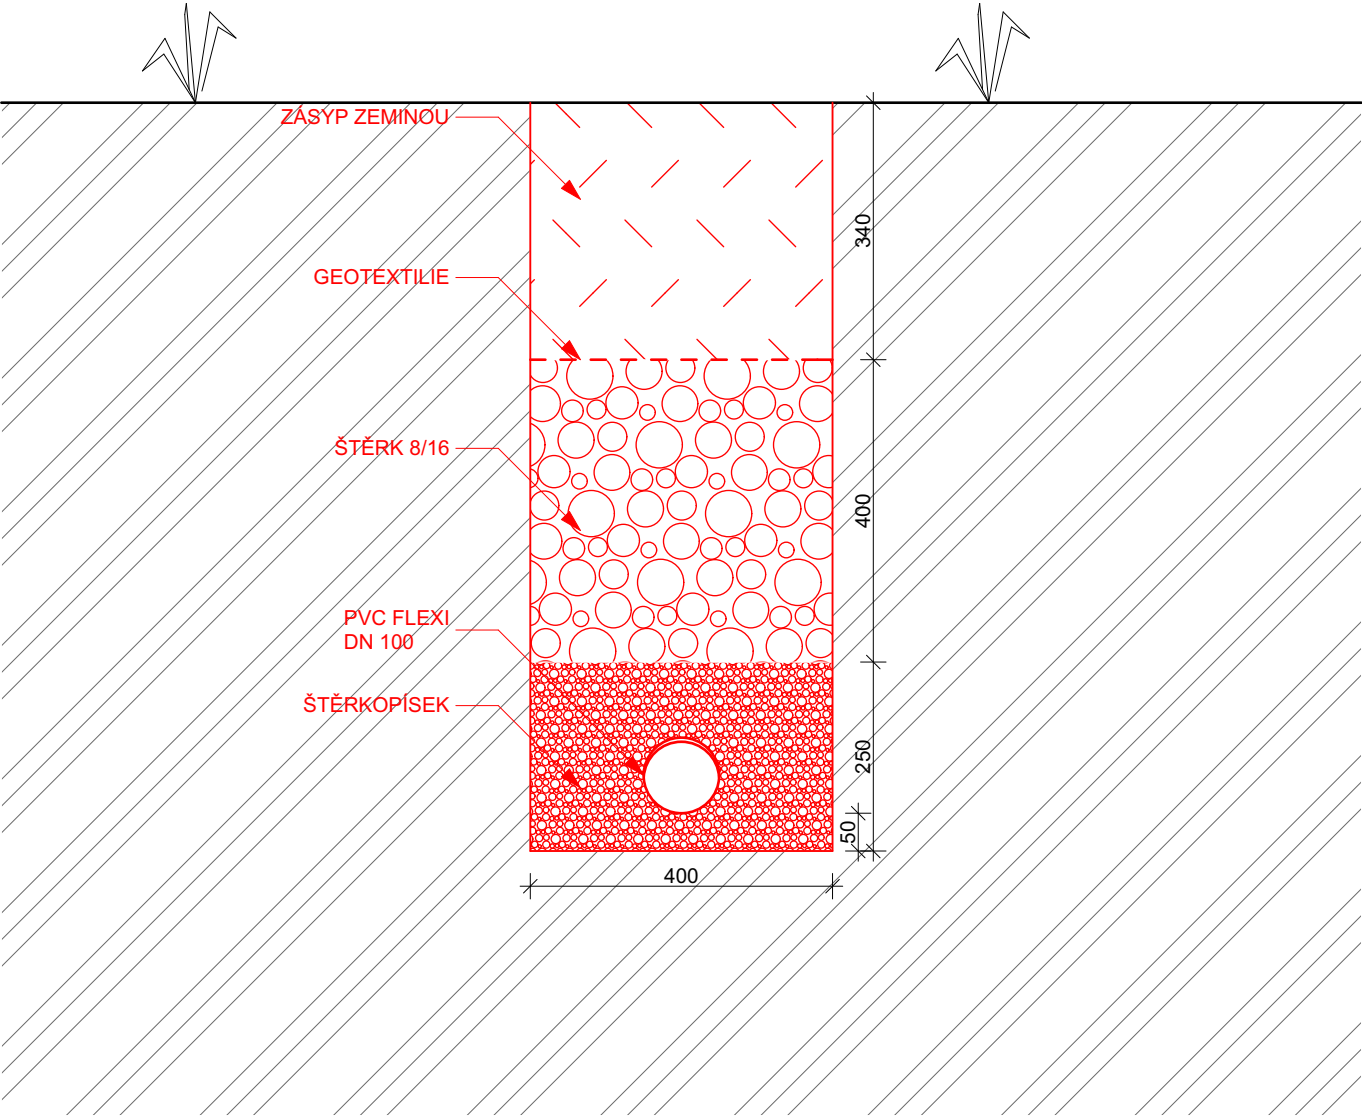 ZÁSYP ZEMINOU
GEOTEXTILIE
ŠTĚRK 8/16
PVC FLEXI
DN 100
ŠTĚRKOPÍSEK
340
400
250
50
400